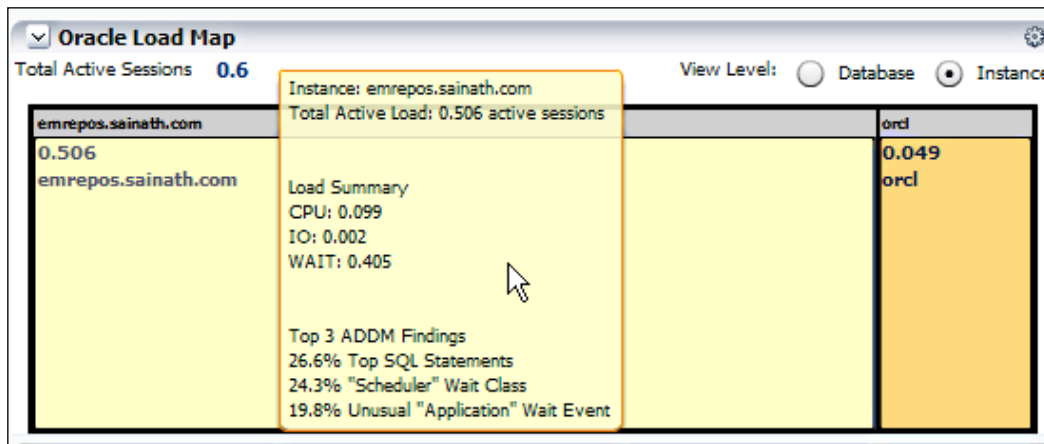 Oracle Load Map
Total Active Sessions 0.6
View Level: Database Instance
emrepos.sainath.com
orcl
0.506
emrepos.sainath.com
0.049
orcl
Instance: emrepos.sainath.com
Total Active Load: 0.506 active sessions
Load Summary
CPU: 0.099
IO: 0.002
WAIT: 0.405
Top 3 ADDM Findings
26.6% Top SQL Statements
24.3% "Scheduler" Wait Class
19.8% Unusual "Application" Wait Event